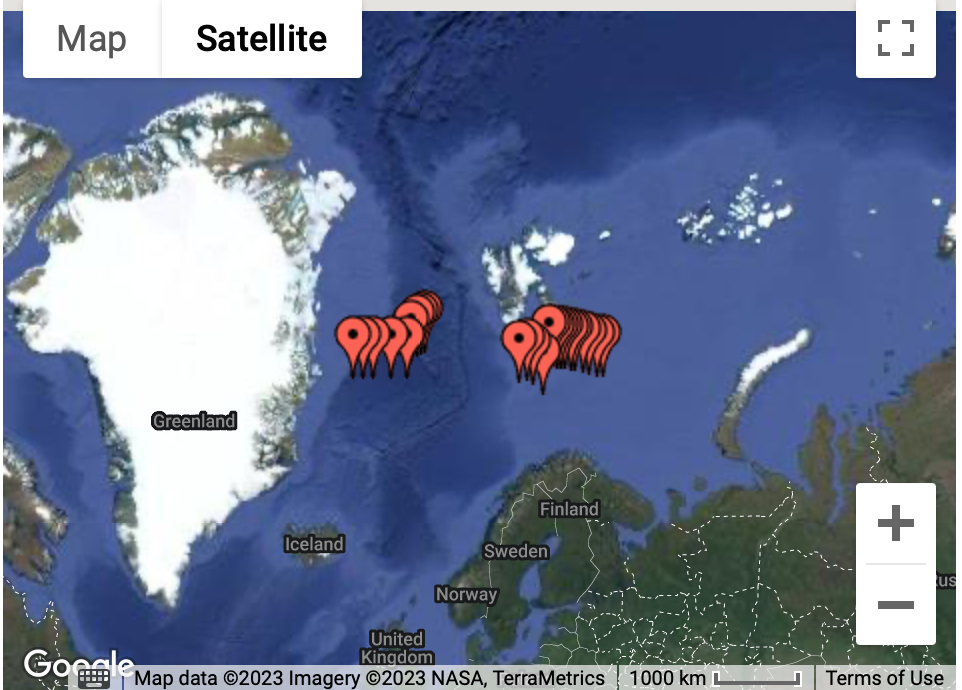 Map
Satellite
Greenland
Finland
Iceland
Sweden
Norway
United
Kingdom
Google
Map data ©2023 Imagery ©2023 NASA, TerraMetrics
1000 km
Terms of Use